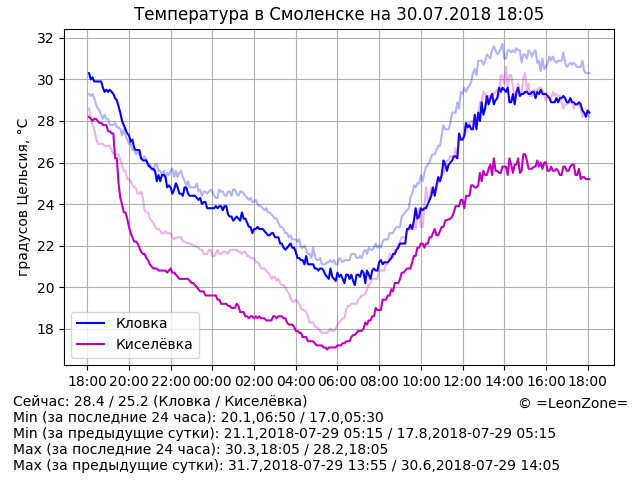 Температура в Смоленске на 30.07.2018 18:05
32
30
28
26
24
22
20
18
градусов Цельсия, °C
Кловка
Киселёвка
18:00 20:00 22:00 00:00 02:00 04:00 06:00 08:00 10:00 12:00 14:00 16:00 18:00
Сейчас: 28.4 / 25.2 (Кловка / Киселёвка)
© =LeonZone=
Min (за последние 24 часа): 20.1,06:50 / 17.0,05:30
Min (за предыдущие сутки): 21.1,2018-07-29 05:15 / 17.8,2018-07-29 05:15
Max (за последние 24 часа): 30.3,18:05 / 28.2,18:05
Max (за предыдущие сутки): 31.7,2018-07-29 13:55 / 30.6,2018-07-29 14:05